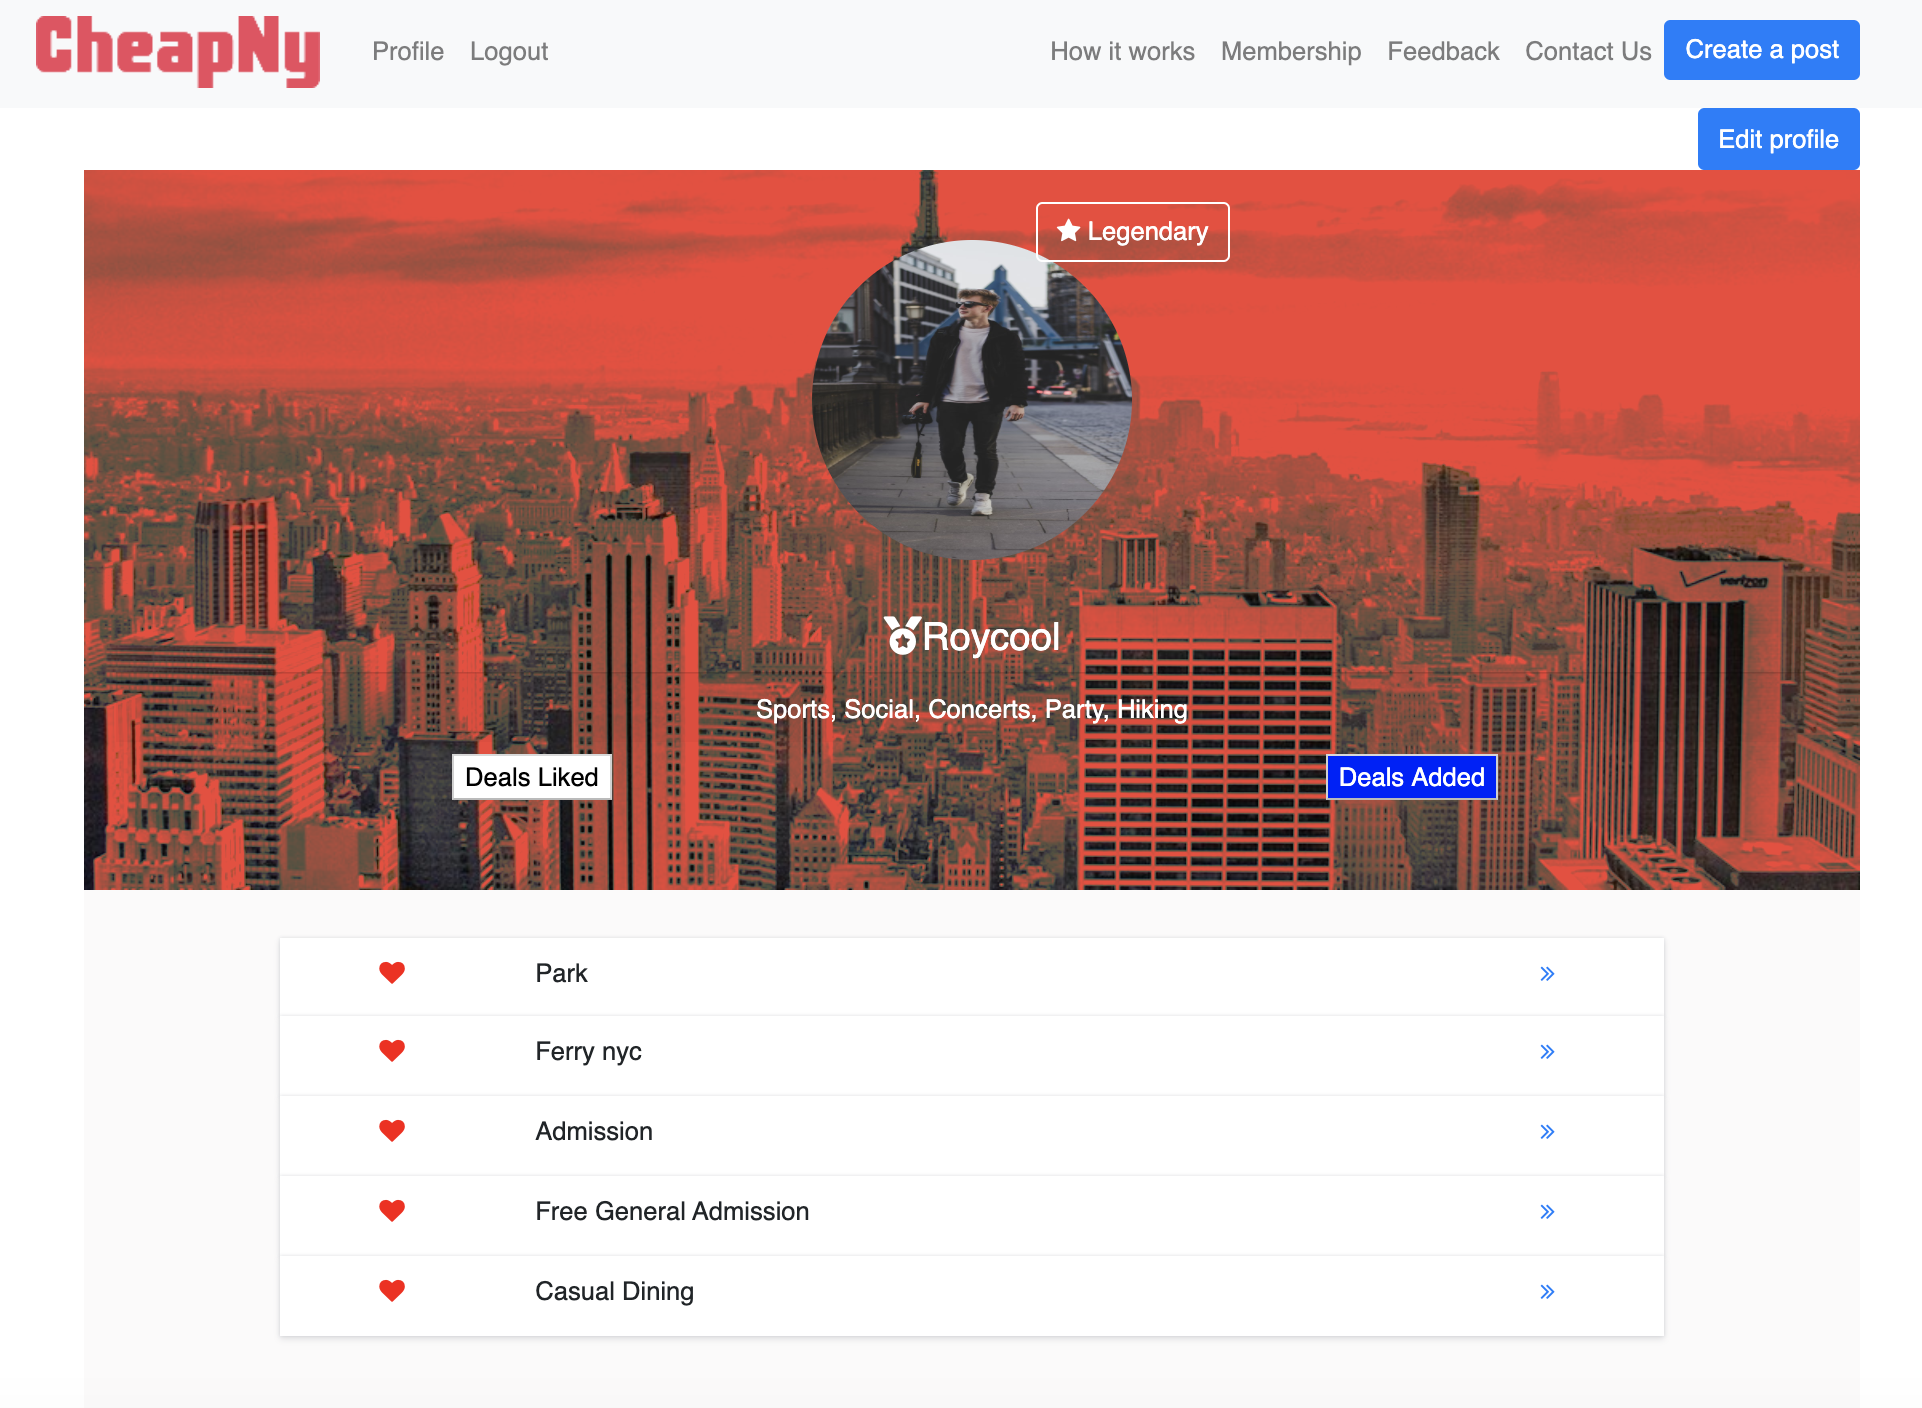 CheapNy
Profile Logout How it works Membership Feedback Contact Us Create a post
Edit profile
Legendary
verizon
Roycool
Sports, Social, Concerts, Party, Hiking
Deals Liked Deals Added
Park
Ferry nyc
Admission
Free General Admission
Casual Dining